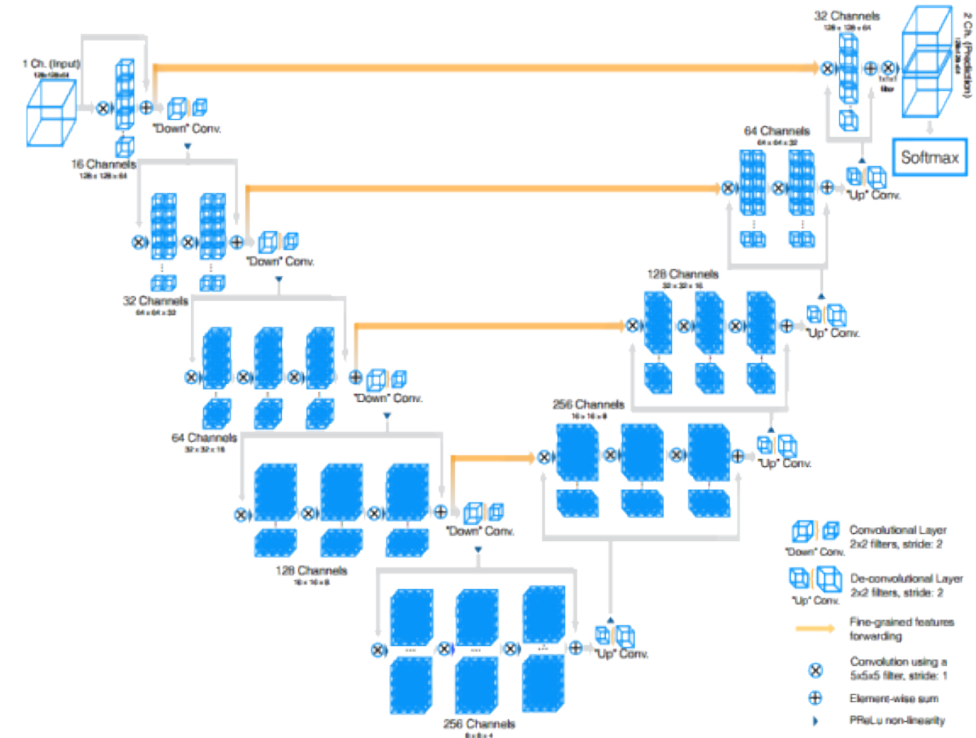 1 Ch. (Input)
128x128x64
"Down" Conv.
16 Channels
128 x 128 x 64
"Down" Conv.
32 Channels
64 x 64 x 32
"Down" Conv.
64 Channels
32 x 32 x 16
"Down" Conv.
128 Channels
16 x 16 x 8
"Up" Conv.
256 Channels
8 x 8 x 4
256 Channels
16 x 16 x 8
"Up" Conv.
128 Channels
32 x 32 x 16
"Up" Conv.
64 Channels
64 x 64 x 32
"Up" Conv.
32 Channels
128 x 128 x 64
1x1x1
filter
2 Ch. (Prediction)
128x128x64
Softmax
"Down" Conv.
Convolutional Layer
2x2 filters, stride: 2
"Up" Conv.
De-convolutional Layer
2x2 filters, stride: 2
Fine-grained features
forwarding
Convolution using a
5x5x5 filter, stride: 1
Element-wise sum
PReLu non-linearity